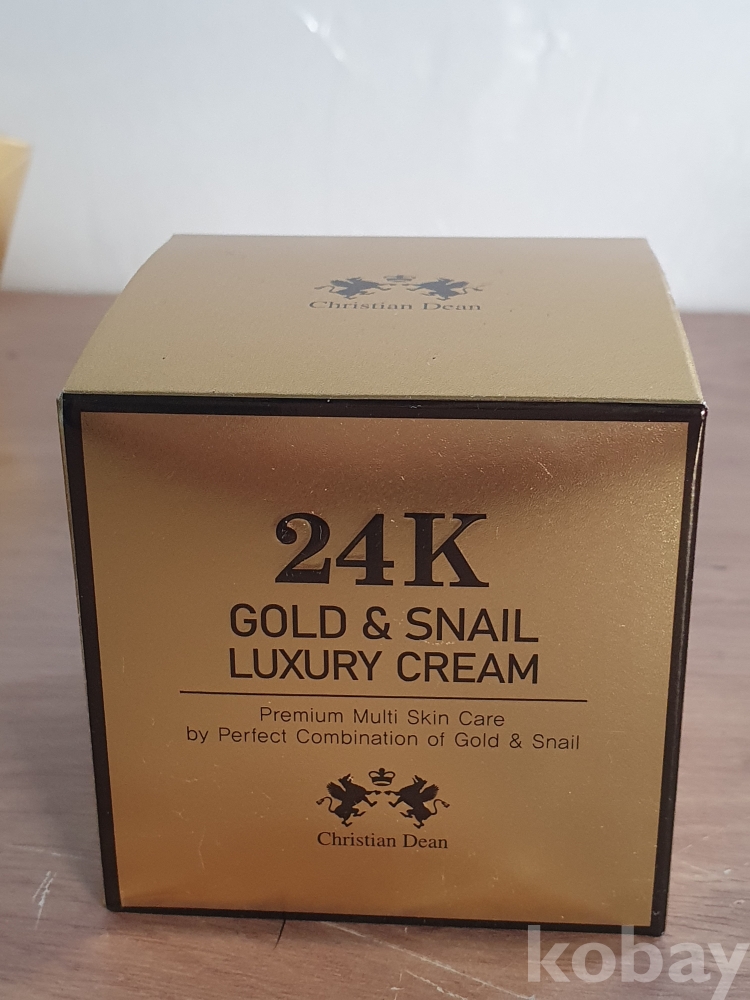 Christian Dean
24K
GOLD & SNAIL
LUXURY CREAM
Premium Multi Skin Care
by Perfect Combination of Gold & Snail
Christian Dean
kobay